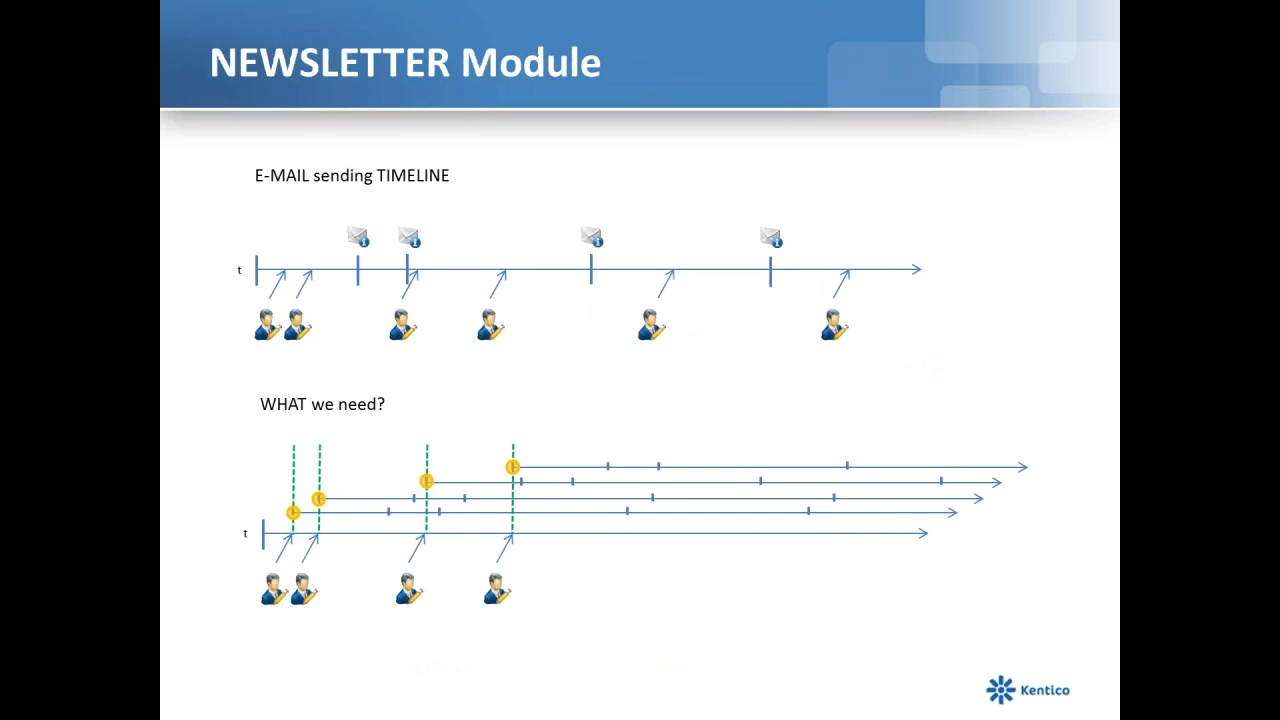 NEWSLETTER Module
E-MAIL sending TIMELINE
t
WHAT we need?
t
Kentico